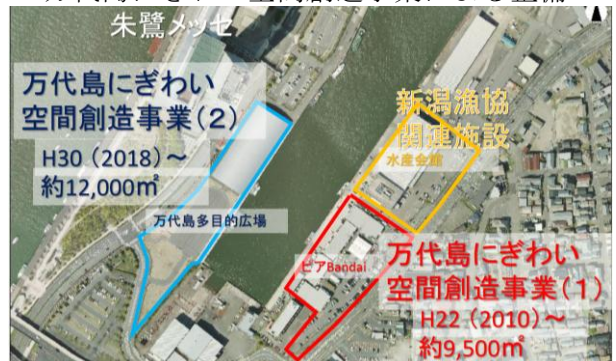 朱鷺メッセ
万代島にぎわい
空間創造事業(2)
H30（2018）～
約12,000㎡
万代島多目的広場
新潟漁協
関連施設
水産会館
ピアBandai
万代島にぎわい
空間創造事業(1)
H22（2010）～
約9,500㎡